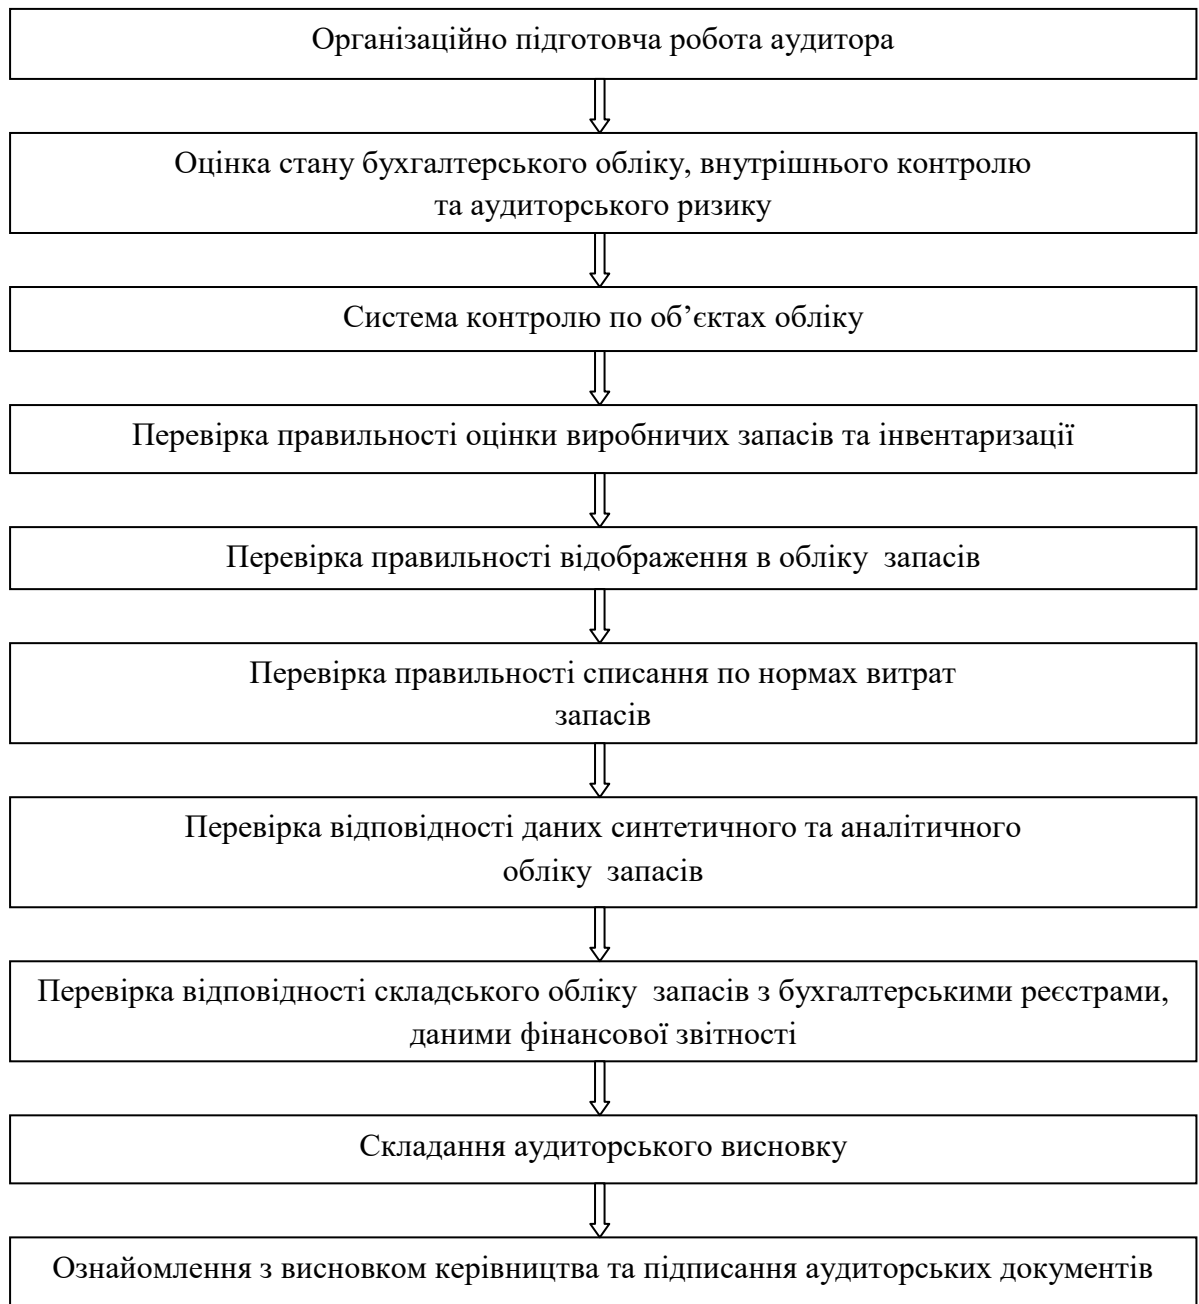 Організаційно підготовча робота аудитора
Оцінка стану бухгалтерського обліку, внутрішнього контролю
та аудиторського ризику
Система контролю по об’єктах обліку
Перевірка правильності оцінки виробничих запасів та інвентаризації
Перевірка правильності відображення в обліку запасів
Перевірка правильності списання по нормах витрат
запасів
Перевірка відповідності даних синтетичного та аналітичного
обліку запасів
Перевірка відповідності складського обліку запасів з бухгалтерськими реєстрами,
даними фінансової звітності
Складання аудиторського висновку
Ознайомлення з висновком керівництва та підписання аудиторських документів